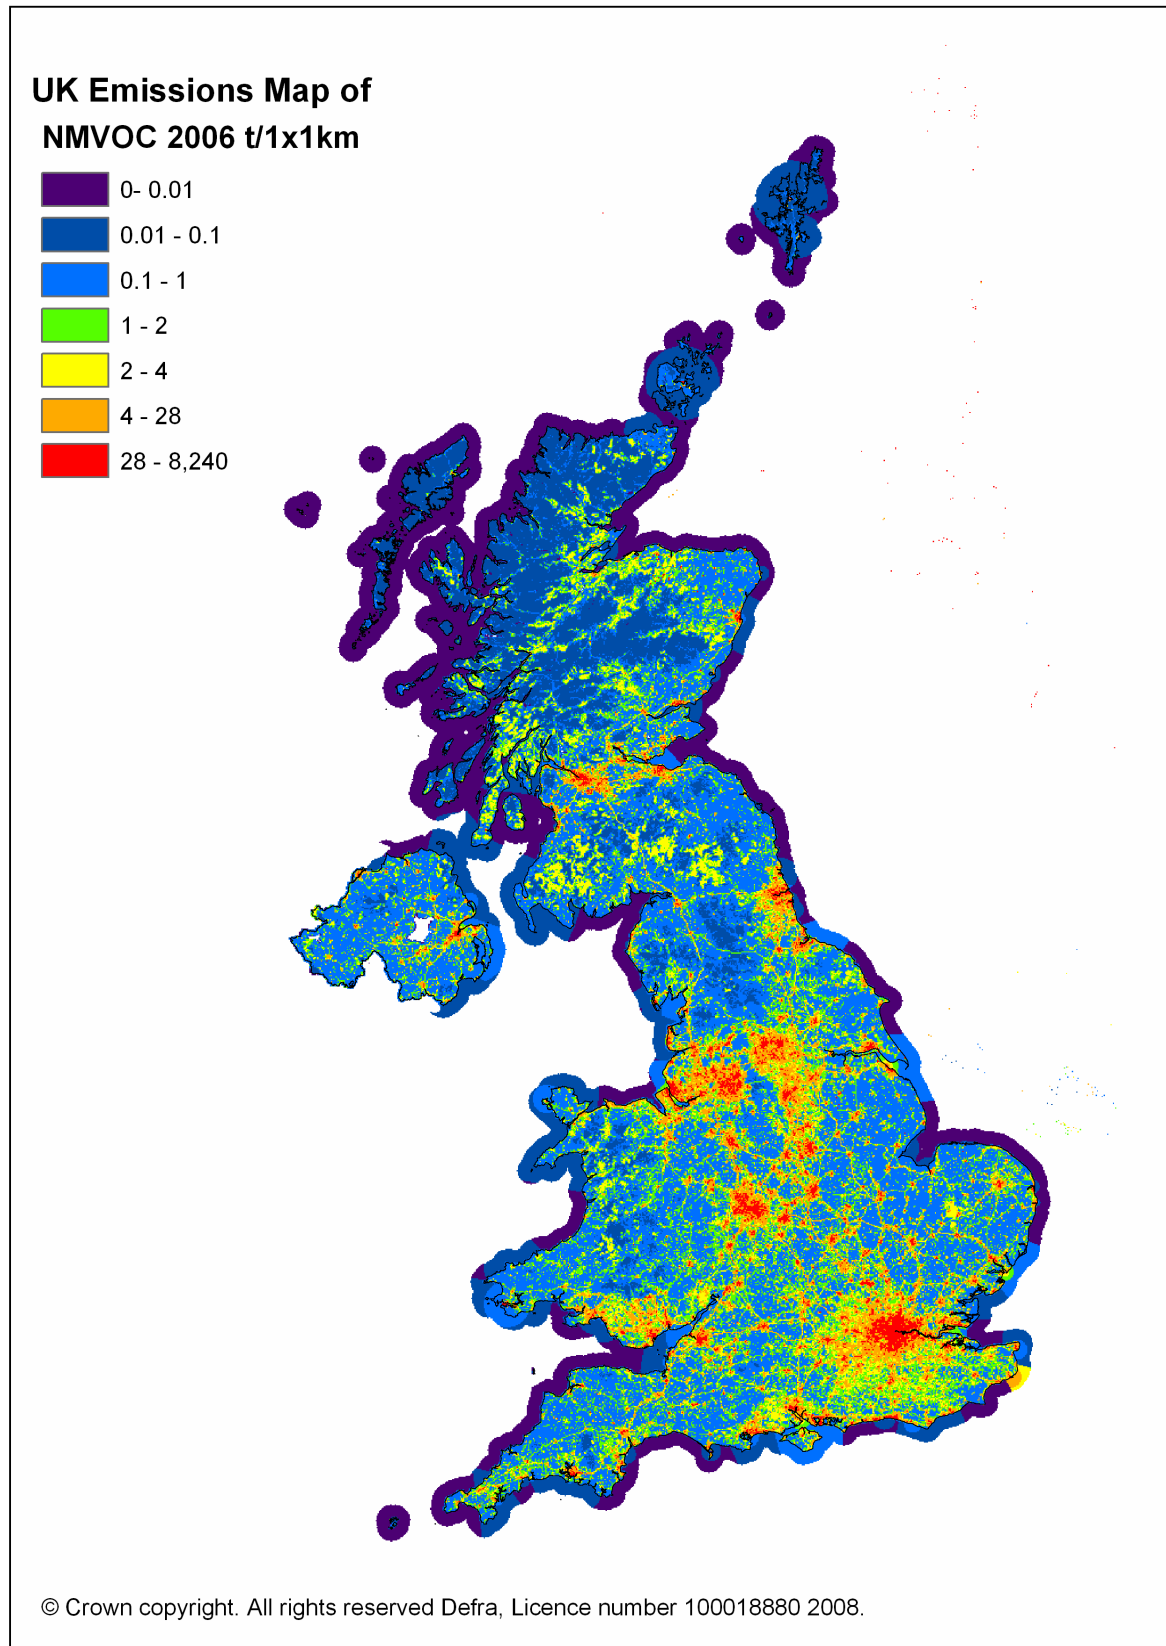 UK Emissions Map of
NMVOC 2006 t/1x1km
0- 0.01
0.01 - 0.1
0.1 - 1
1 - 2
2 - 4
4 - 28
28 - 8,240
© Crown copyright. All rights reserved Defra, Licence number 100018880 2008.